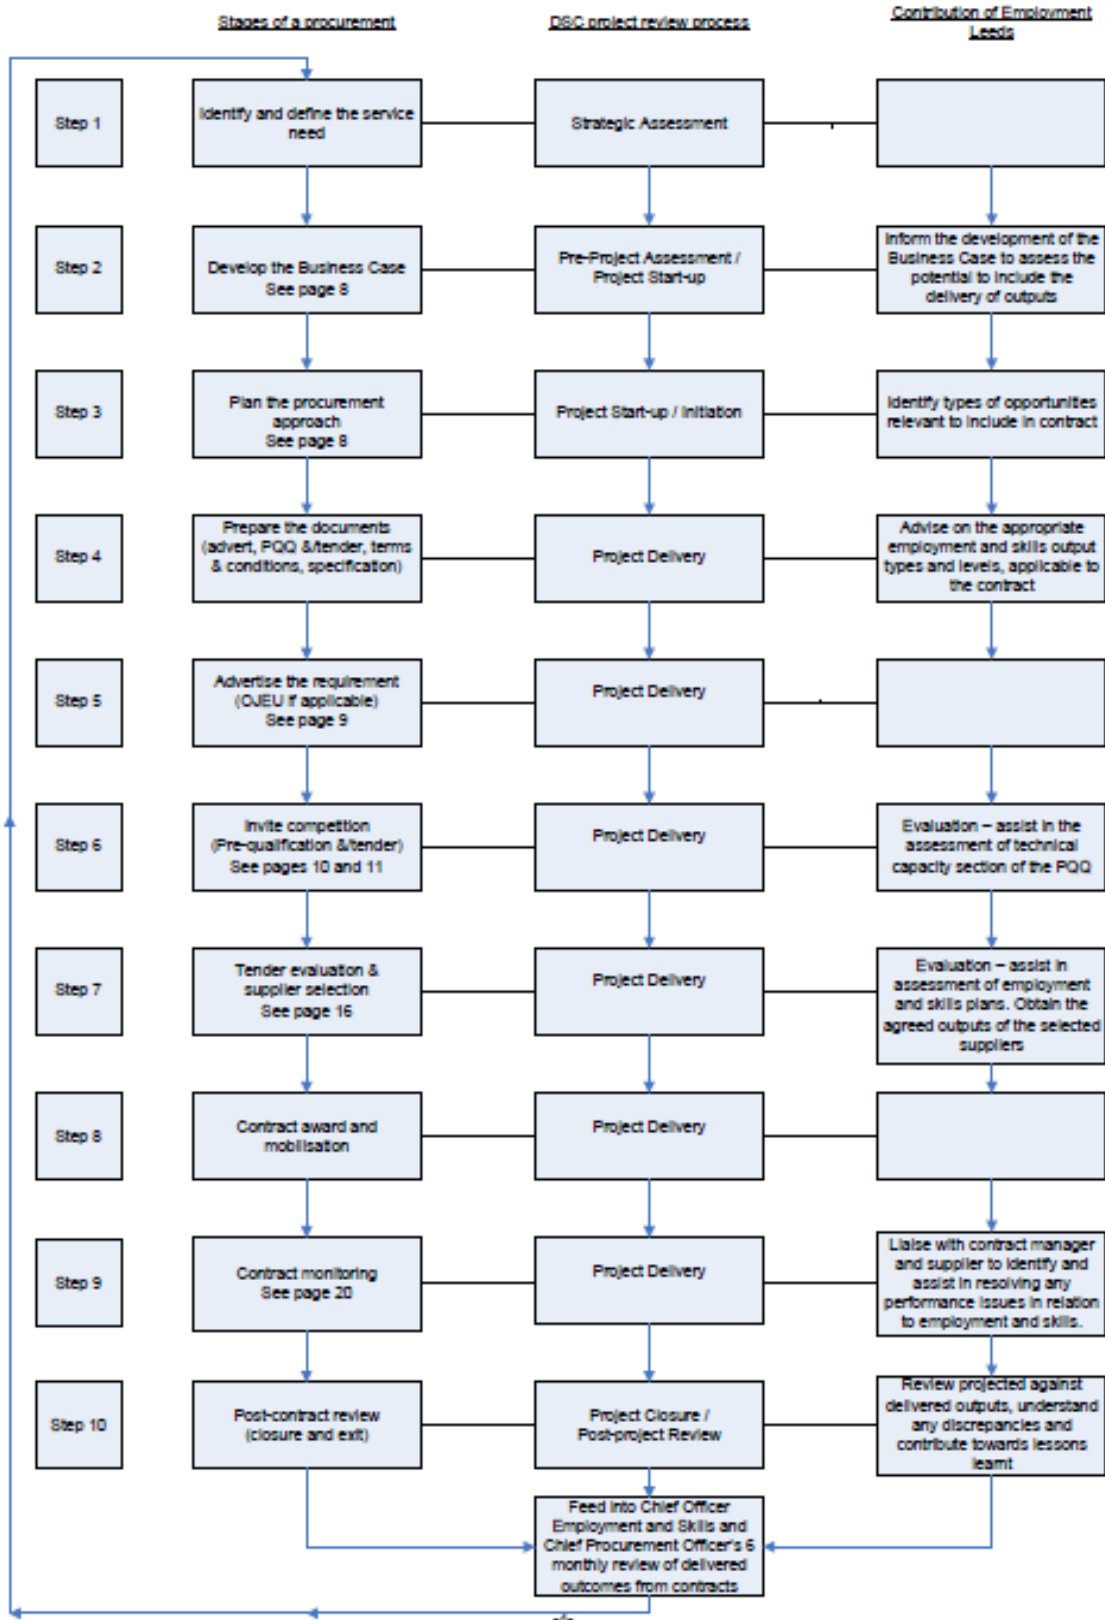 Stages of a procurement
DSC project review process
Contribution of Employment
Leeds
Step 1
Identify and define the service
need
Strategic Assessment
Step 2
Develop the Business Case
See page 8
Pre-Project Assessment /
Project Start-up
Inform the development of the
Business Case to assess the
potential to include the
delivery of outputs
Step 3
Plan the procurement
approach
See page 8
Project Start-up / Initiation
Identify types of opportunities
relevant to include in contract
Step 4
Prepare the documents
(advert, PQQ &/tender, terms
& conditions, specification)
Project Delivery
Advise on the appropriate
employment and skills output
types and levels, applicable to
the contract
Step 5
Advertise the requirement
(OJEU if applicable)
See page 9
Project Delivery
Step 6
Invite competition
(Pre-qualification &/tender)
See pages 10 and 11
Project Delivery
Evaluation – assist in the
assessment of technical
capacity section of the PQQ
Step 7
Tender evaluation &
supplier selection
See page 16
Project Delivery
Evaluation – assist in
assessment of employment
and skills plans. Obtain the
agreed outputs of the selected
suppliers
Step 8
Contract award and
mobilisation
Project Delivery
Step 9
Contract monitoring
See page 20
Project Delivery
Liaise with contract manager
and supplier to identify and
assist in resolving any
performance issues in relation
to employment and skills.
Step 10
Post-contract review
(closure and exit)
Project Closure /
Post-project Review
Review projected against
delivered outputs, understand
any discrepancies and
contribute towards lessons
learnt
Feed into Chief Officer
Employment and Skills and
Chief Procurement Officer's 6
monthly review of delivered
outcomes from contracts